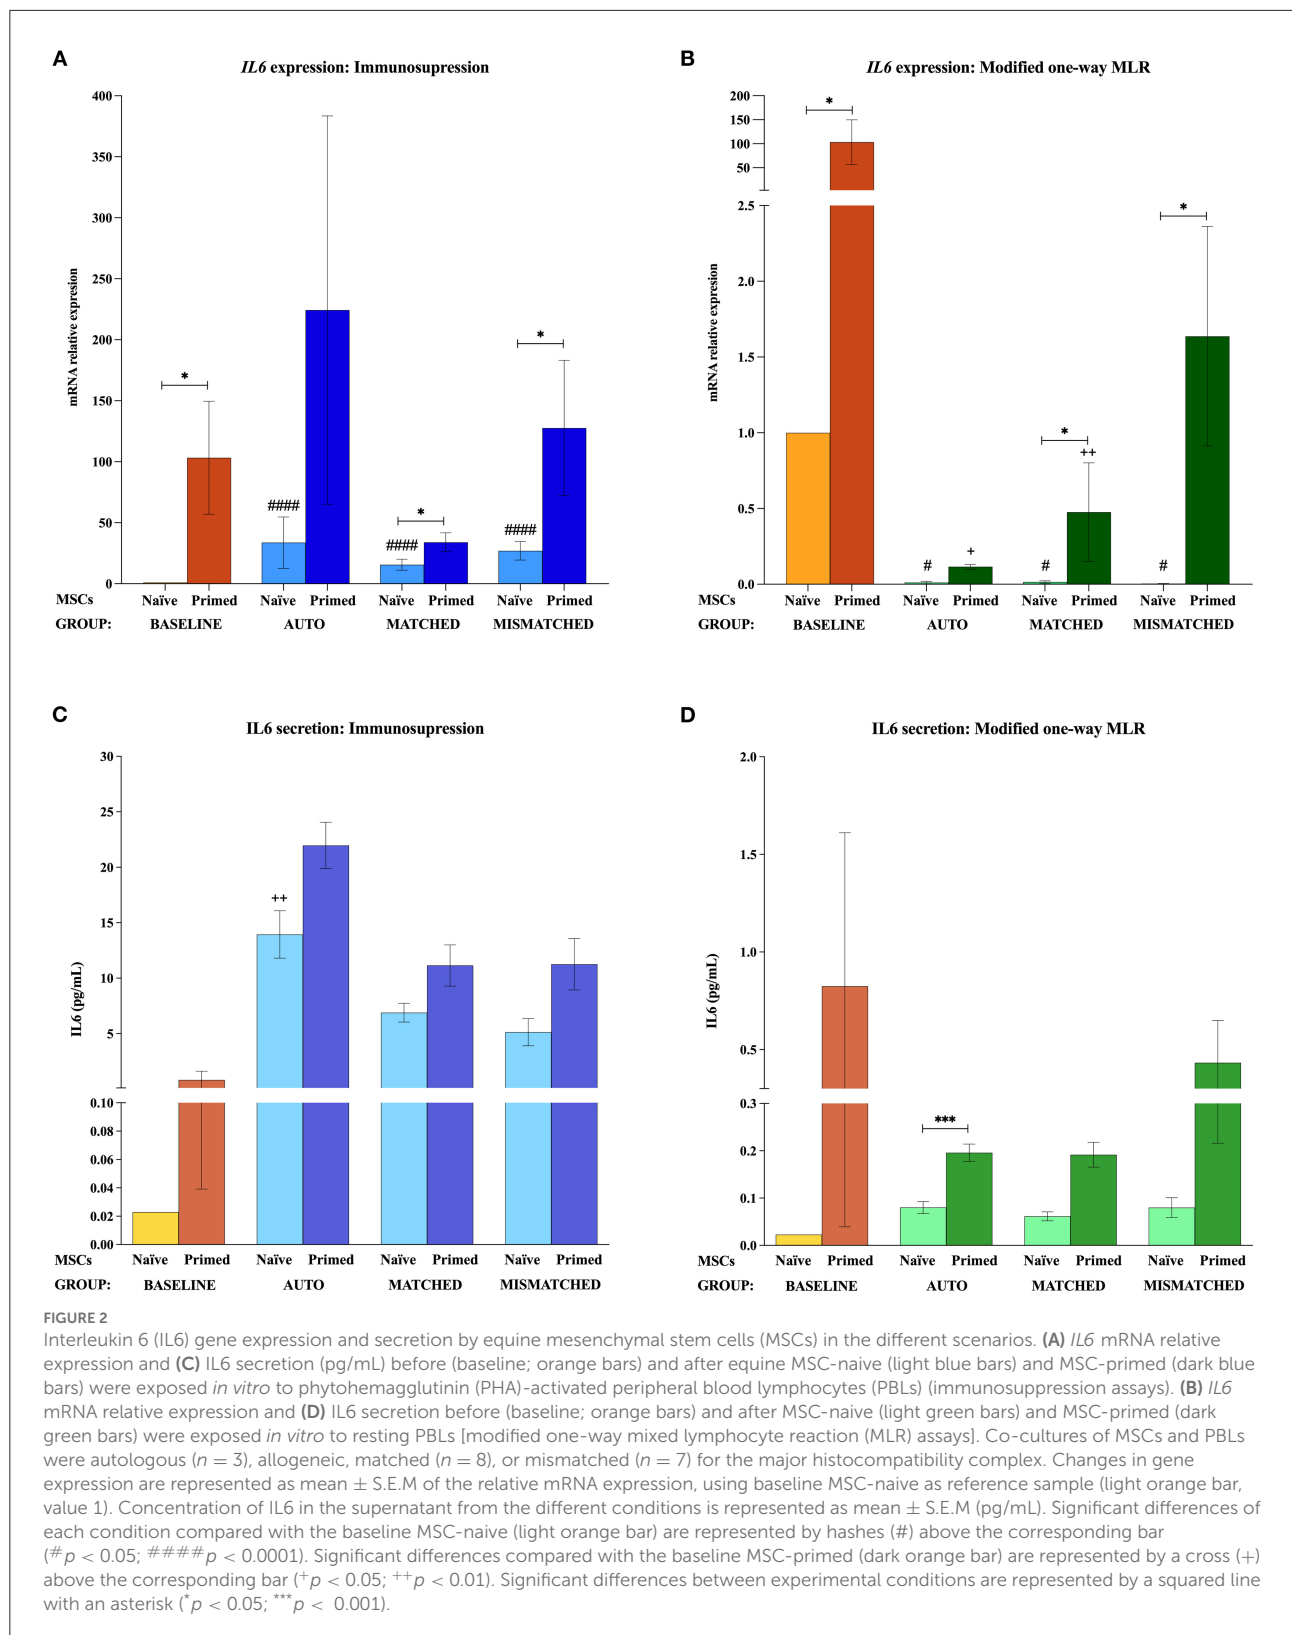 A
IL6 expression: Immunosupression
400
350
300
250
200
150
100
50
0
mRNA relative expresion
*
####
####
*
####
*
MSCs Naïve Primed Naïve Primed Naïve Primed Naïve Primed
GROUP: BASELINE AUTO MATCHED MISMATCHED
B
IL6 expression: Modified one-way MLR
200
150
100
50
2.5
2.0
1.5
1.0
0.5
0.0
mRNA relative expresion
*
#
+
#
*
++
#
*
MSCs Naïve Primed Naïve Primed Naïve Primed Naïve Primed
GROUP: BASELINE AUTO MATCHED MISMATCHED
C
IL6 secretion: Immunosupression
30
25
20
15
10
5
0.10
0.08
0.06
0.04
0.02
0.00
IL6 (pg/mL)
++
MSCs Naïve Primed Naïve Primed Naïve Primed Naïve Primed
GROUP: BASELINE AUTO MATCHED MISMATCHED
D
IL6 secretion: Modified one-way MLR
2.0
1.5
1.0
0.5
0.3
0.2
0.1
0.0
IL6 (pg/mL)
***
MSCs Naïve Primed Naïve Primed Naïve Primed Naïve Primed
GROUP: BASELINE AUTO MATCHED MISMATCHED
FIGURE 2
Interleukin 6 (IL6) gene expression and secretion by equine mesenchymal stem cells (MSCs) in the different scenarios. (A) IL6 mRNA relative
expression and (C) IL6 secretion (pg/mL) before (baseline; orange bars) and after equine MSC-naive (light blue bars) and MSC-primed (dark blue
bars) were exposed in vitro to phytohemagglutinin (PHA)-activated peripheral blood lymphocytes (PBLs) (immunosuppression assays). (B) IL6
mRNA relative expression and (D) IL6 secretion before (baseline; orange bars) and after MSC-naive (light green bars) and MSC-primed (dark
green bars) were exposed in vitro to resting PBLs [modified one-way mixed lymphocyte reaction (MLR) assays]. Co-cultures of MSCs and PBLs
were autologous (n = 3), allogeneic, matched (n = 8), or mismatched (n = 7) for the major histocompatibility complex. Changes in gene
expression are represented as mean ± S.E.M of the relative mRNA expression, using baseline MSC-naive as reference sample (light orange bar,
value 1). Concentration of IL6 in the supernatant from the different conditions is represented as mean ± S.E.M (pg/mL). Significant differences of
each condition compared with the baseline MSC-naive (light orange bar) are represented by hashes (#) above the corresponding bar
(#p < 0.05; ####p < 0.0001). Significant differences compared with the baseline MSC-primed (dark orange bar) are represented by a cross (+)
above the corresponding bar (+p < 0.05; ++p < 0.01). Significant differences between experimental conditions are represented by a squared line
with an asterisk (*p < 0.05; ***p < 0.001).